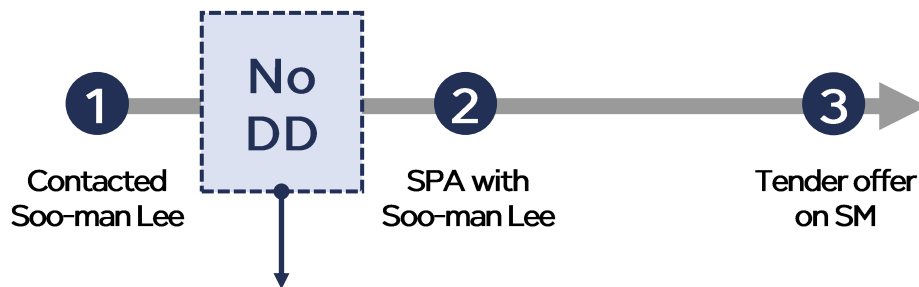 1
No
DD
2
3
Contacted
Soo-man Lee
SPA with
Soo-man Lee
Tender offer
on SM